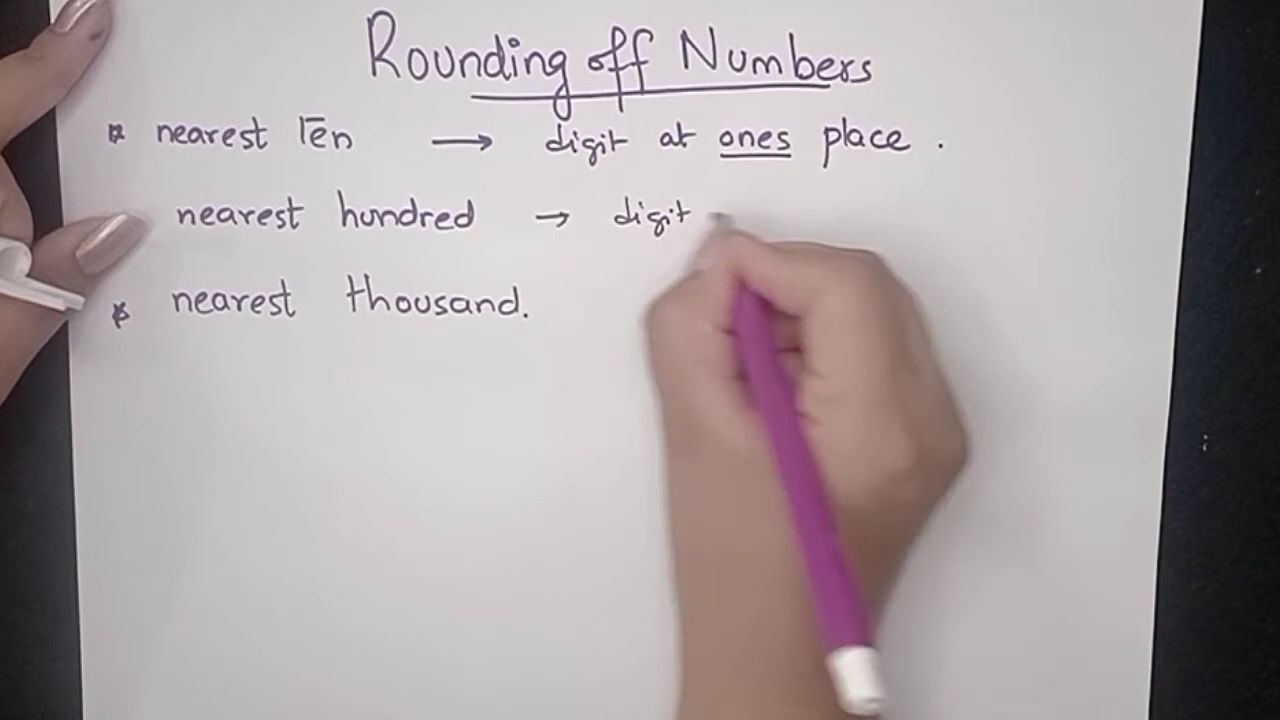 Rounding off Numbers
* nearest Ten → digit at ones place .
nearest hundred → digit
* nearest thousand.